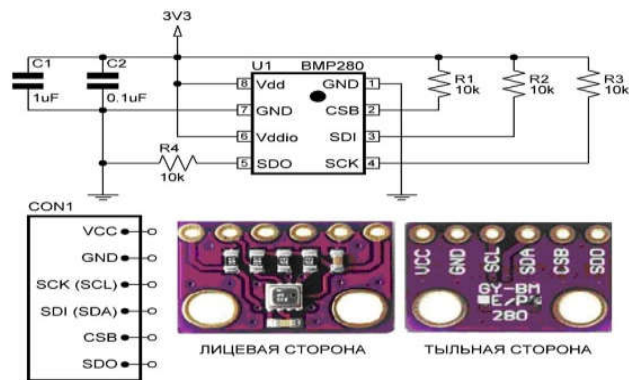 3V3
C1
1uF
C2
0.1uF
U1 BMP280
8 Vdd GND 1
7 GND CSB 2
6 Vddio SDI 3
5 SDO SCK 4
R1
10k
R2
10k
R3
10k
R4
10k
CON1
VCC
GND
SCK (SCL)
SDI (SDA)
CSB
SDO
VCC GND SCL SDA CSB SDO
GY-BM
E/P
280
ЛИЦЕВАЯ СТОРОНА
ТЫЛЬНАЯ СТОРОНА